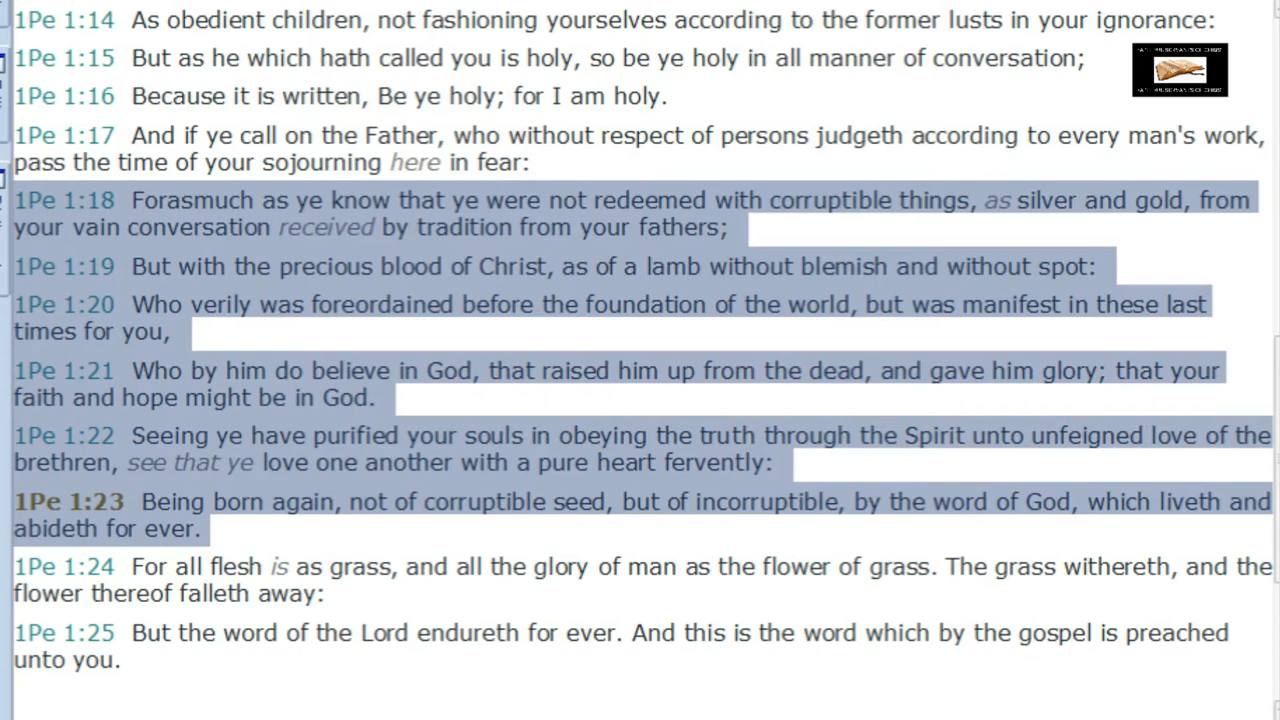 1Pe 1:14 As obedient children, not fashioning yourselves according to the former lusts in your ignorance:
1Pe 1:15 But as he which hath called you is holy, so be ye holy in all manner of conversation;
1Pe 1:16 Because it is written, Be ye holy; for I am holy.
1Pe 1:17 And if ye call on the Father, who without respect of persons judgeth according to every man's work,
pass the time of your sojourning here in fear:
1Pe 1:18 Forasmuch as ye know that ye were not redeemed with corruptible things, as silver and gold, from
your vain conversation received by tradition from your fathers;
1Pe 1:19 But with the precious blood of Christ, as of a lamb without blemish and without spot:
1Pe 1:20 Who verily was foreordained before the foundation of the world, but was manifest in these last
times for you,
1Pe 1:21 Who by him do believe in God, that raised him up from the dead, and gave him glory; that your
faith and hope might be in God.
1Pe 1:22 Seeing ye have purified your souls in obeying the truth through the Spirit unto unfeigned love of the
brethren, see that ye love one another with a pure heart fervently:
1Pe 1:23 Being born again, not of corruptible seed, but of incorruptible, by the word of God, which liveth and
abideth for ever.
1Pe 1:24 For all flesh is as grass, and all the glory of man as the flower of grass. The grass withereth, and the
flower thereof falleth away:
1Pe 1:25 But the word of the Lord endureth for ever. And this is the word which by the gospel is preached
unto you.